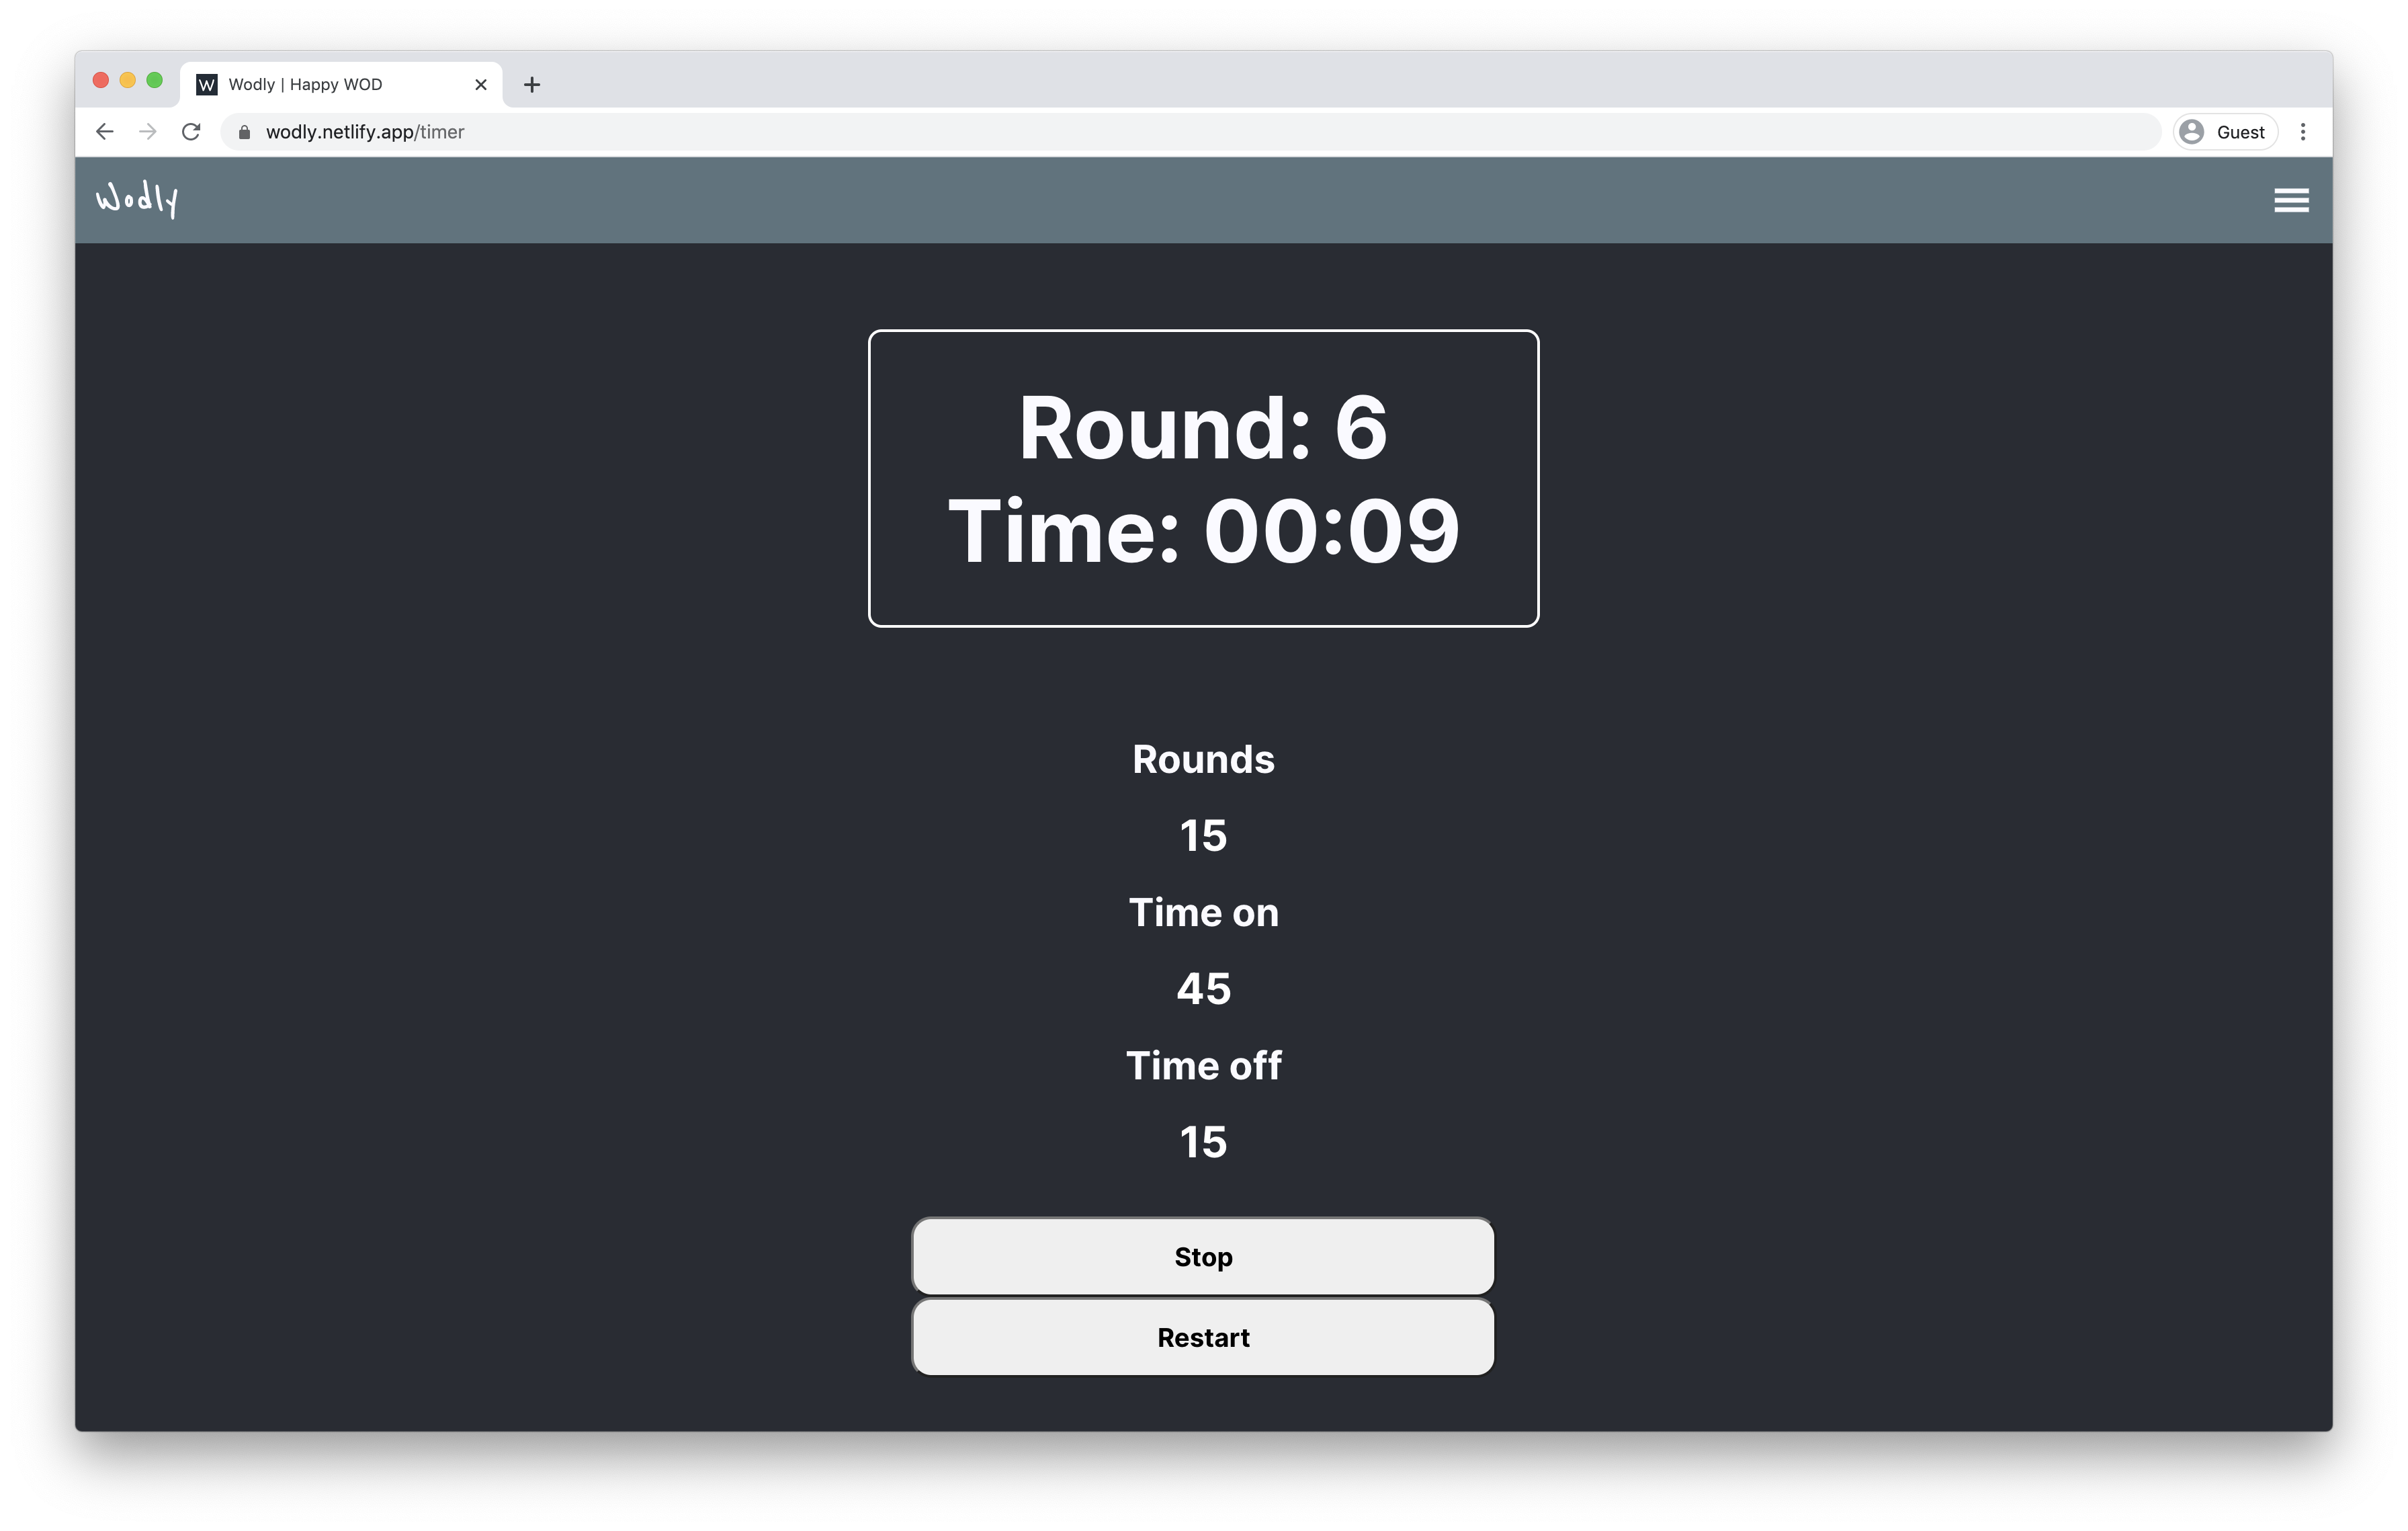 W Wodly | Happy WOD
wodly.netlify.app/timer
Guest
Wodly
Round: 6
Time: 00:09
Rounds
15
Time on
45
Time off
15
Stop
Restart